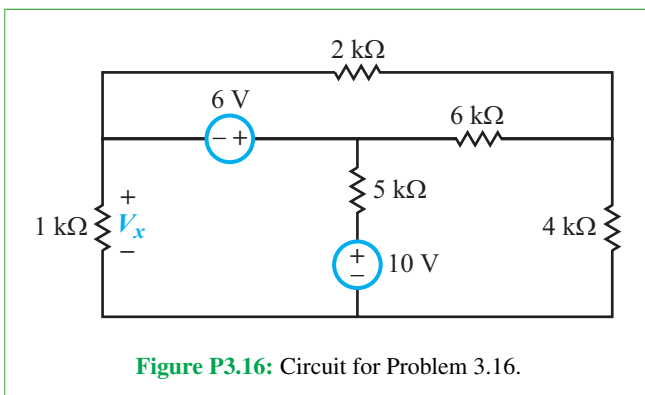 2 kΩ
6 V
6 kΩ
− +
+
5 kΩ
1 kΩ
Vx
4 kΩ
−
+
10 V
−
Figure P3.16: Circuit for Problem 3.16.